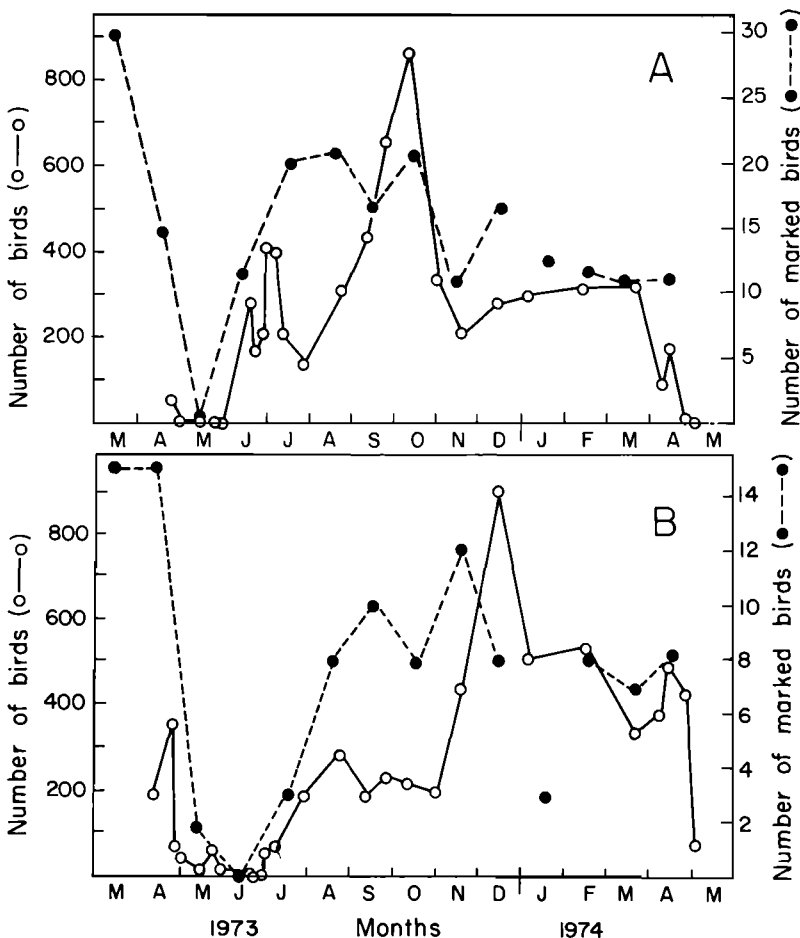 A
Number of birds (o—o)
800
600
400
200
Number of marked birds (●----●)
30
25
20
15
10
5
M A M J J A S O N D J F M A M
B
Number of birds (o—o)
800
600
400
200
Number of marked birds (●----●)
14
12
10
8
6
4
2
M A M J J A S O N D J F M A M
1973 Months 1974